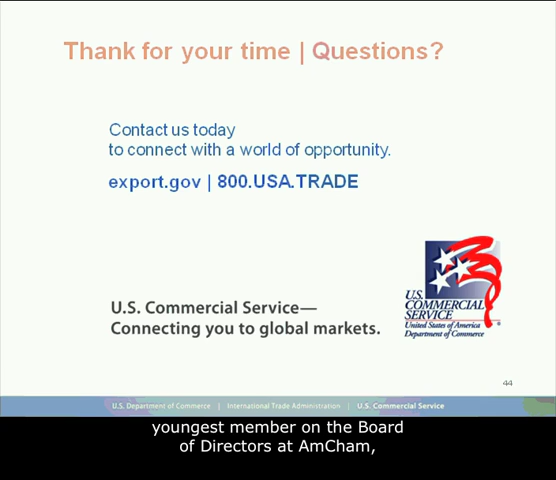 Thank for your time | Questions?
Contact us today
to connect with a world of opportunity.
export.gov | 800.USA.TRADE
U.S.
COMMERCIAL
SERVICE
United States of America
Department of Commerce
U.S. Commercial Service—
Connecting you to global markets.
44
U.S. Department of Commerce | International Trade Administration | U.S. Commercial Service
youngest member on the Board
of Directors at AmCham,